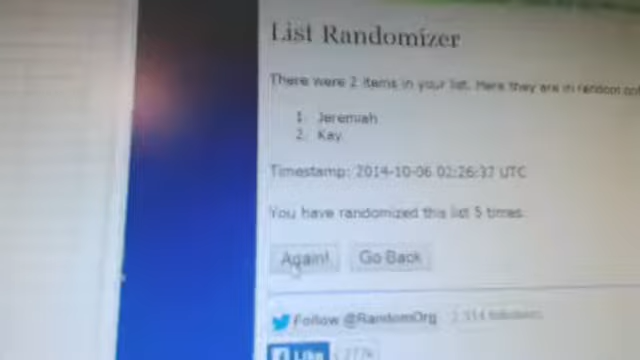 List Randomizer
There were 2 items in your list. Here they are in random
1. Jeremiah
2. Kay
Timestamp: 2014-10-06 02:26:37 UTC
You have randomized this list 5 times
Again! Go Back
Follow @RandomOrg
Like